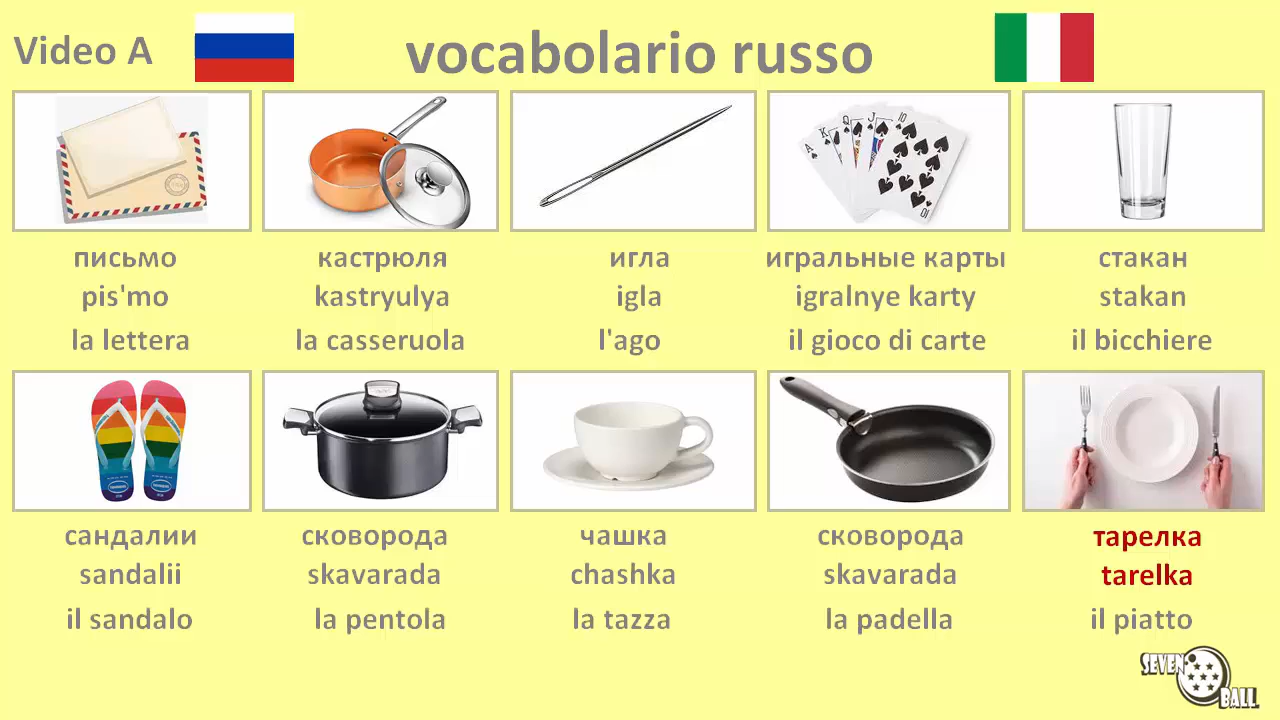 Video A
vocabolario russo
письмо
pis'mo
la lettera
кастрюля
kastryulya
la casseruola
игла
igla
l'ago
игральные карты
igralnye karty
il gioco di carte
стакан
stakan
il bicchiere
сандалии
sandalii
il sandalo
сковорода
skavarada
la pentola
чашка
chashka
la tazza
сковорода
skavarada
la padella
тарелка
tarelka
il piatto
SEVEN
BALL
A
K
Q
J
10
10